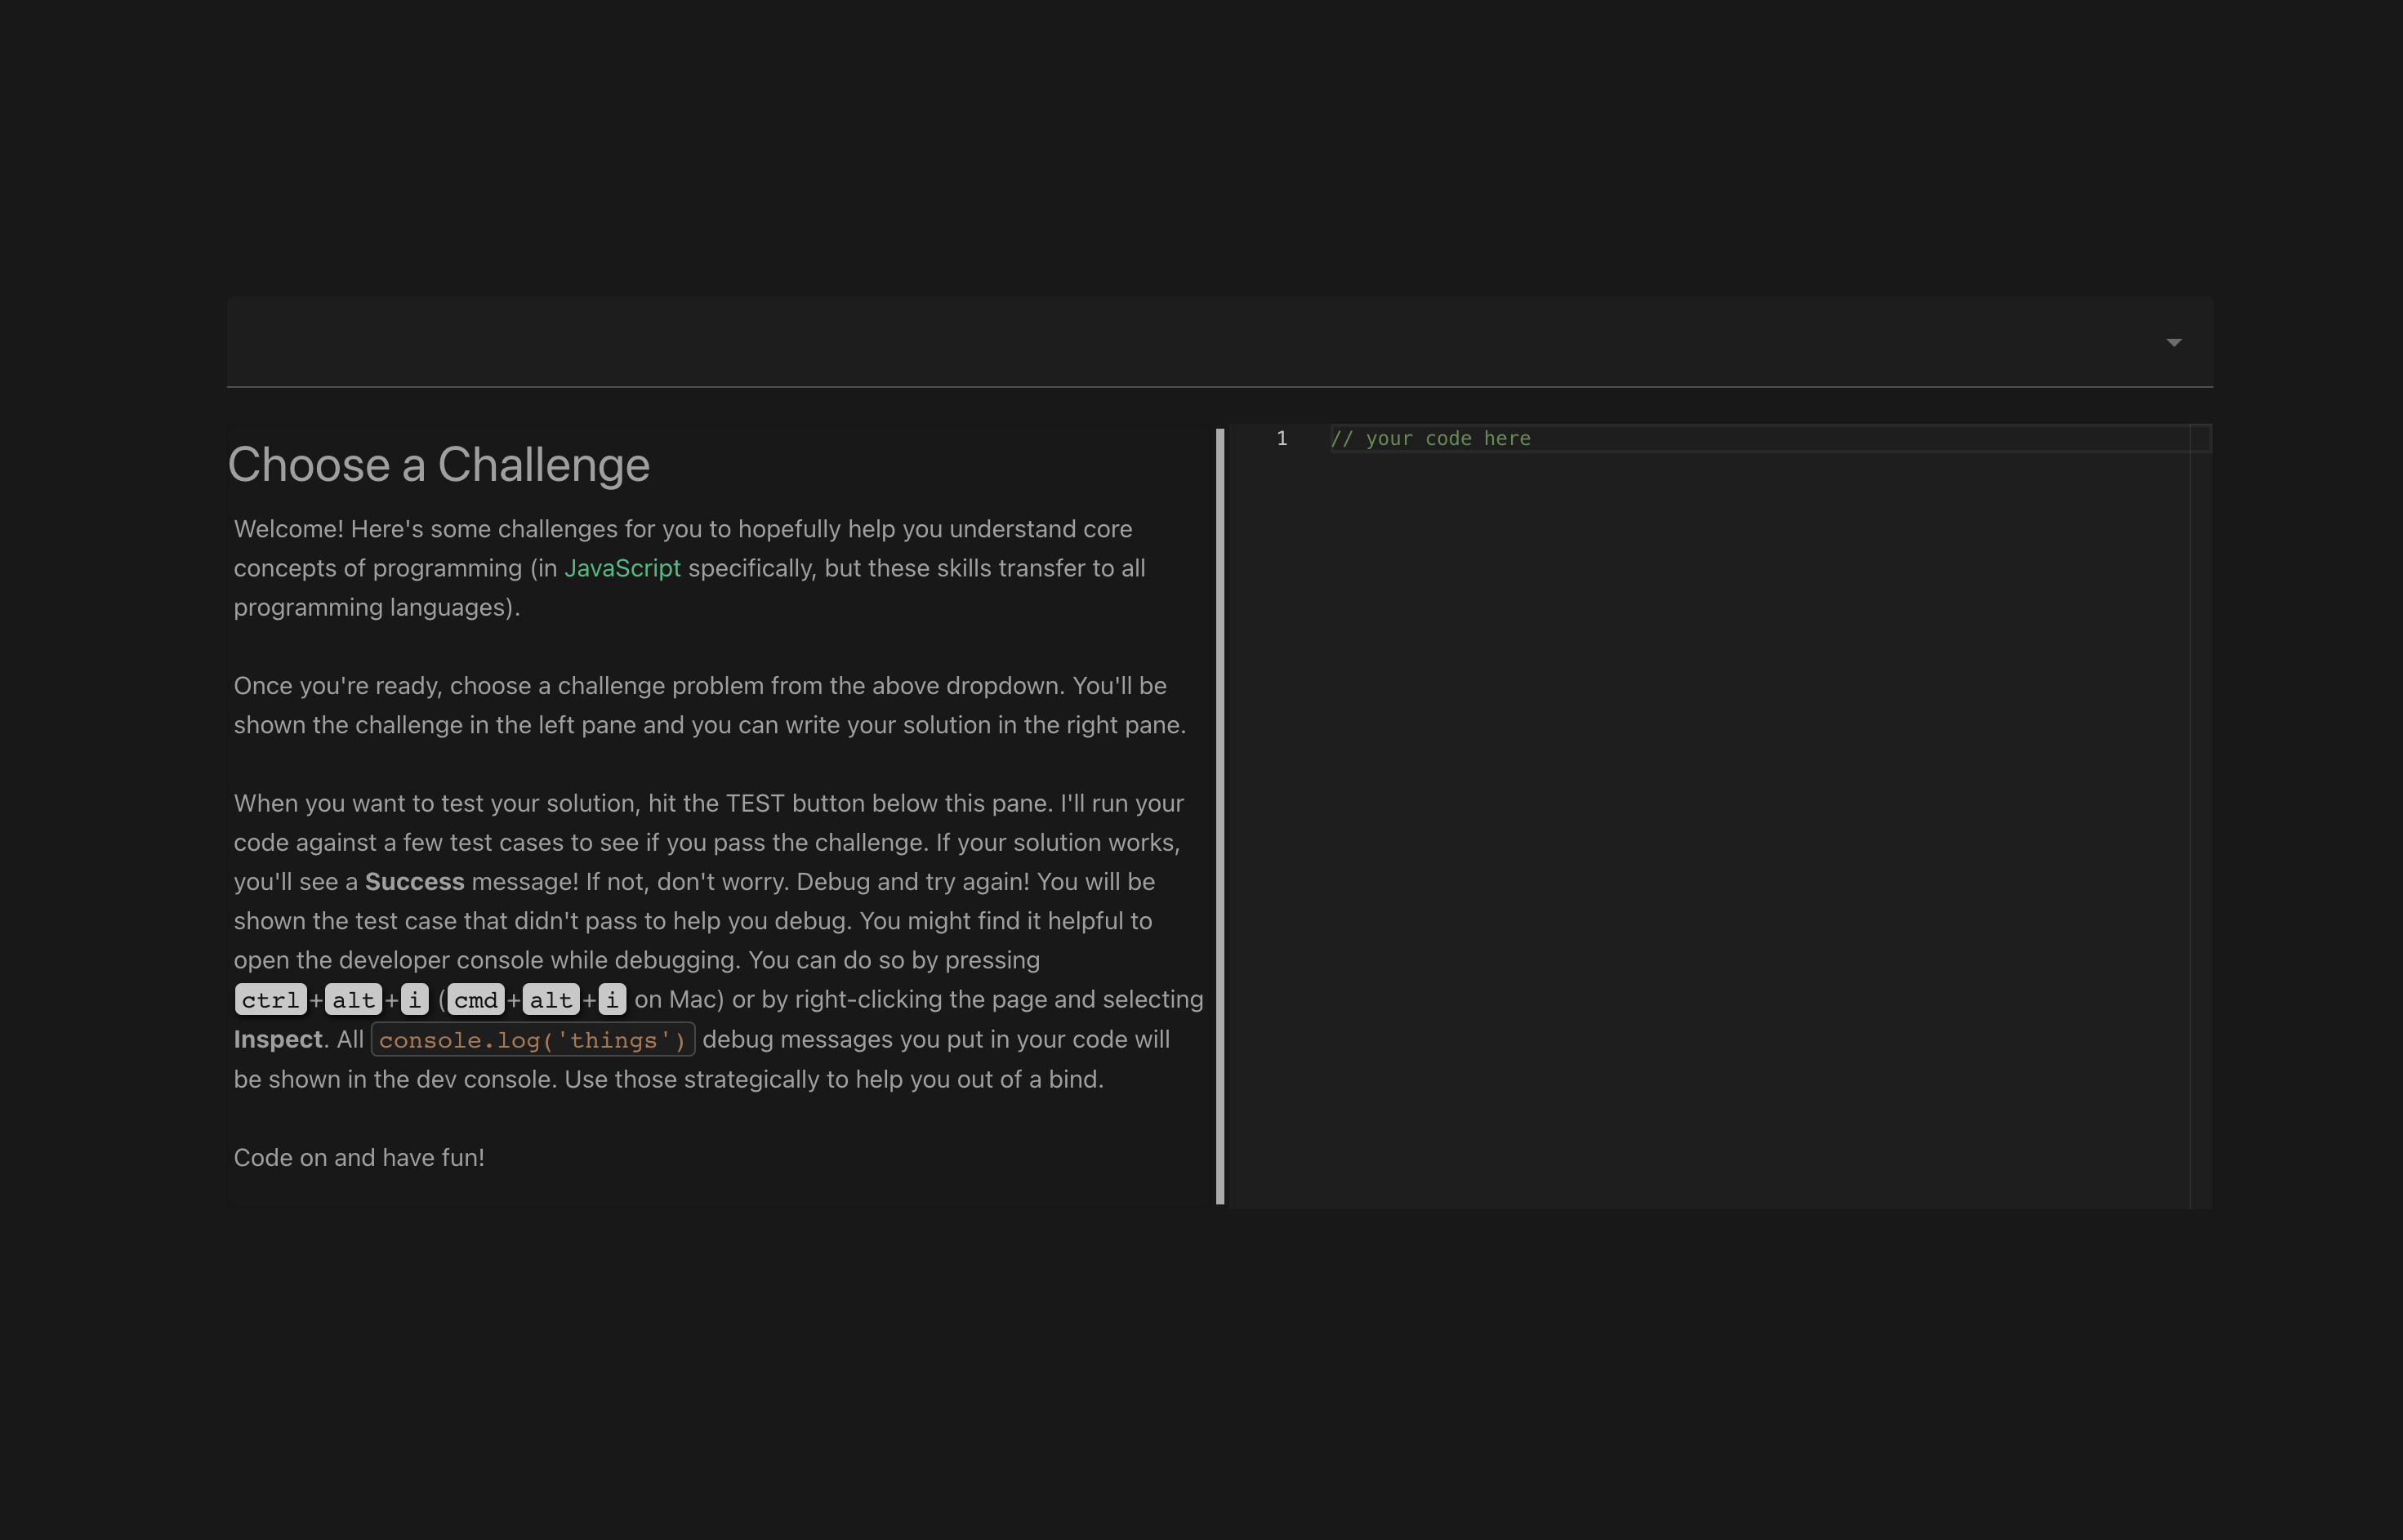 Choose a Challenge
Welcome! Here's some challenges for you to hopefully help you understand core
concepts of programming (in JavaScript specifically, but these skills transfer to all
programming languages).
Once you're ready, choose a challenge problem from the above dropdown. You'll be
shown the challenge in the left pane and you can write your solution in the right pane.
When you want to test your solution, hit the TEST button below this pane. I'll run your
code against a few test cases to see if you pass the challenge. If your solution works,
you'll see a Success message! If not, don't worry. Debug and try again! You will be
shown the test case that didn't pass to help you debug. You might find it helpful to
open the developer console while debugging. You can do so by pressing
ctrl+alt+i (cmd+alt+i on Mac) or by right-clicking the page and selecting
Inspect. All console.log('things') debug messages you put in your code will
be shown in the dev console. Use those strategically to help you out of a bind.
Code on and have fun!
1 // your code here